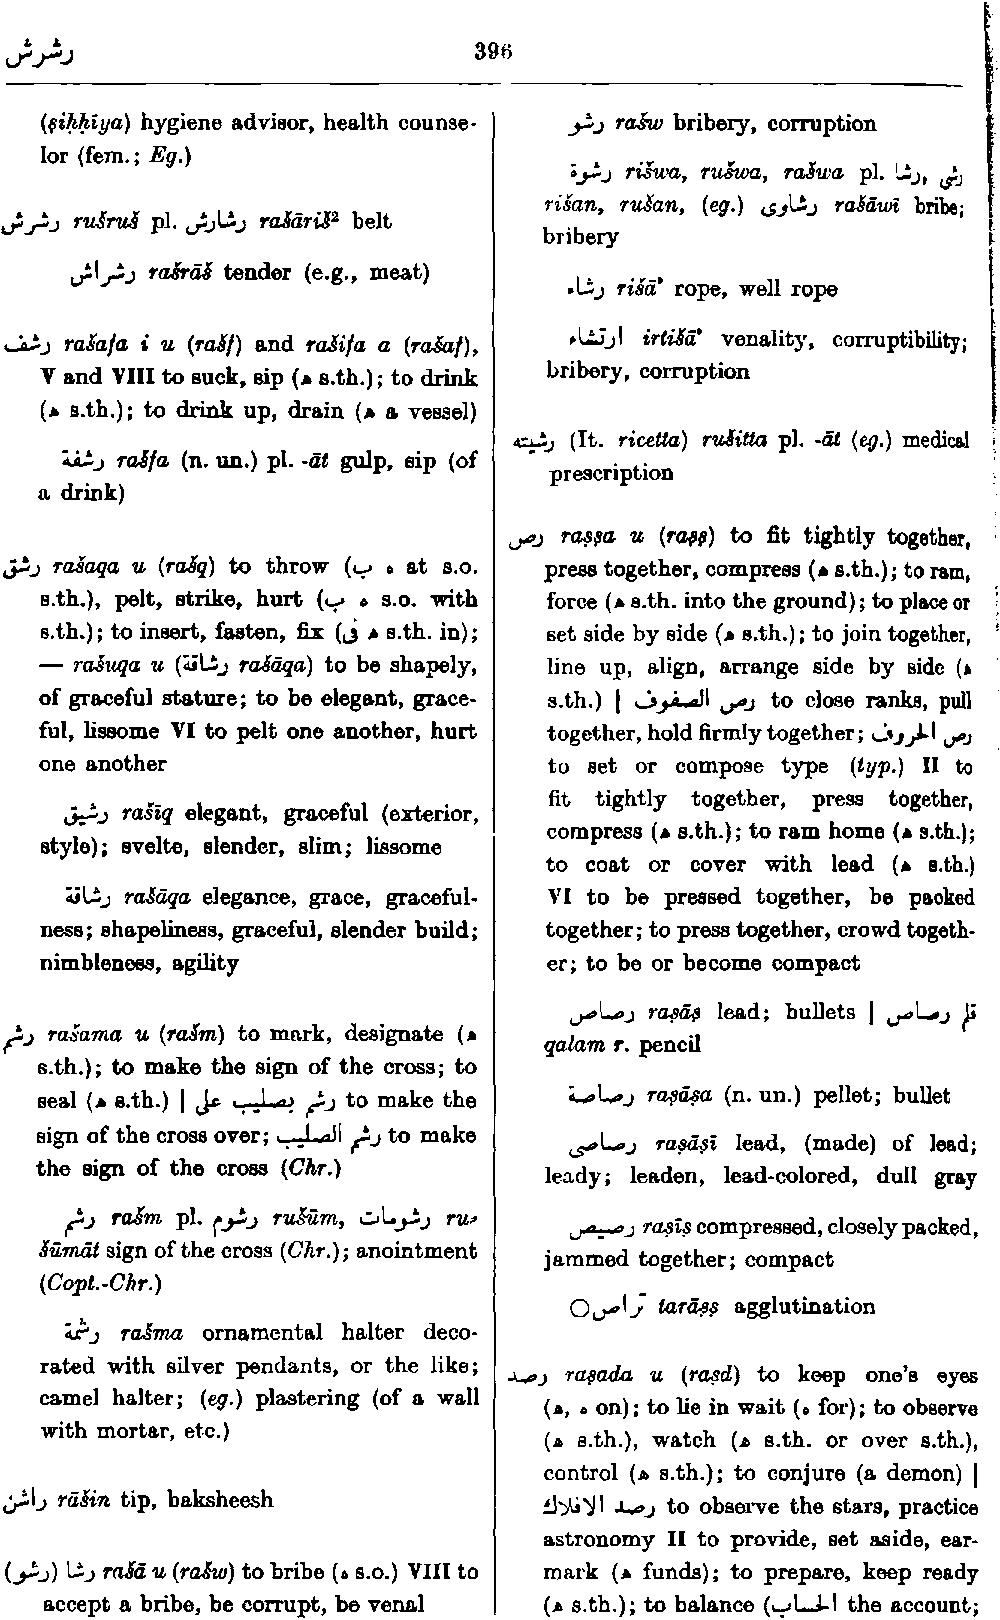 رشرش
396
(ṣiḥḥīya) hygiene advisor, health counse-
lor (fem.; Eg.)
رشرش rušruš pl. رشارش rašāriš² belt
رشراش rašrāš tender (e.g., meat)
رشف rašafa i u (rašf) and rašifa a (rašaf),
V and VIII to suck, sip (ه s.th.); to drink
(ه s.th.); to drink up, drain (ه a vessel)
رشفة rašfa (n. un.) pl. -āt gulp, sip (of
a drink)
رشق rašaqa u (rašq) to throw (ه ب at s.o.
s.th.), pelt, strike, hurt (ه ب s.o. with
s.th.); to insert, fasten, fix (ه فى s.th. in);
— rašuqa u (رشاقة rašāqa) to be shapely,
of graceful stature; to be elegant, grace-
ful, lissome VI to pelt one another, hurt
one another
رشيق rašīq elegant, graceful (exterior,
style); svelte, slender, slim; lissome
رشاقة rašāqa elegance, grace, graceful-
ness; shapeliness, graceful, slender build;
nimbleness, agility
رشم rašama u (rašm) to mark, designate (ه
s.th.); to make the sign of the cross; to
seal (ه s.th.) | رشم بصليب على to make the
sign of the cross over; رشم الصليب to make
the sign of the cross (Chr.)
رشم rašm pl. رشوم rušūm, رشومات ru-
šūmāt sign of the cross (Chr.); anointment
(Copt.-Chr.)
رشمة rašma ornamental halter deco-
rated with silver pendants, or the like;
camel halter; (eg.) plastering (of a wall
with mortar, etc.)
راشن rāšin tip, baksheesh
(رشو) رشا rašā u (rašw) to bribe (ه s.o.) VIII to
accept a bribe, be corrupt, be venal
رشو rašw bribery, corruption
رشوة rišwa, rušwa, rašwa pl. رشا, رشى
rišan, rušan, (eg.) رشاوى rašāwī bribe;
bribery
رشاء rišā' rope, well rope
ارتشاء irtišā' venality, corruptibility;
bribery, corruption
رشيتة (It. ricetta) rušitta pl. -āt (eg.) medical
prescription
رص raṣṣa u (raṣṣ) to fit tightly together,
press together, compress (ه s.th.); to ram,
force (ه s.th. into the ground); to place or
set side by side (ه s.th.); to join together,
line up, align, arrange side by side (ه
s.th.) | رص الصفوف to close ranks, pull
together, hold firmly together; رص الحروف
to set or compose type (typ.) II to
fit tightly together, press together,
compress (ه s.th.); to ram home (ه s.th.);
to coat or cover with lead (ه s.th.)
VI to be pressed together, be packed
together; to press together, crowd togeth-
er; to be or become compact
رصاص raṣāṣ lead; bullets | قلم رصاص
qalam r. pencil
رصاصة raṣāṣa (n. un.) pellet; bullet
رصاصى raṣāṣī lead, (made) of lead;
leady; leaden, lead-colored, dull gray
رصيص raṣīṣ compressed, closely packed,
jammed together; compact
○ تراص tarāṣṣ agglutination
رصد raṣada u (raṣd) to keep one's eyes
(ه, ه on); to lie in wait (ه for); to observe
(ه s.th.), watch (ه s.th. or over s.th.),
control (ه s.th.); to conjure (a demon) |
رصد الافلاك to observe the stars, practice
astronomy II to provide, set aside, ear-
mark (ه funds); to prepare, keep ready
(ه s.th.); to balance (الحساب the account;